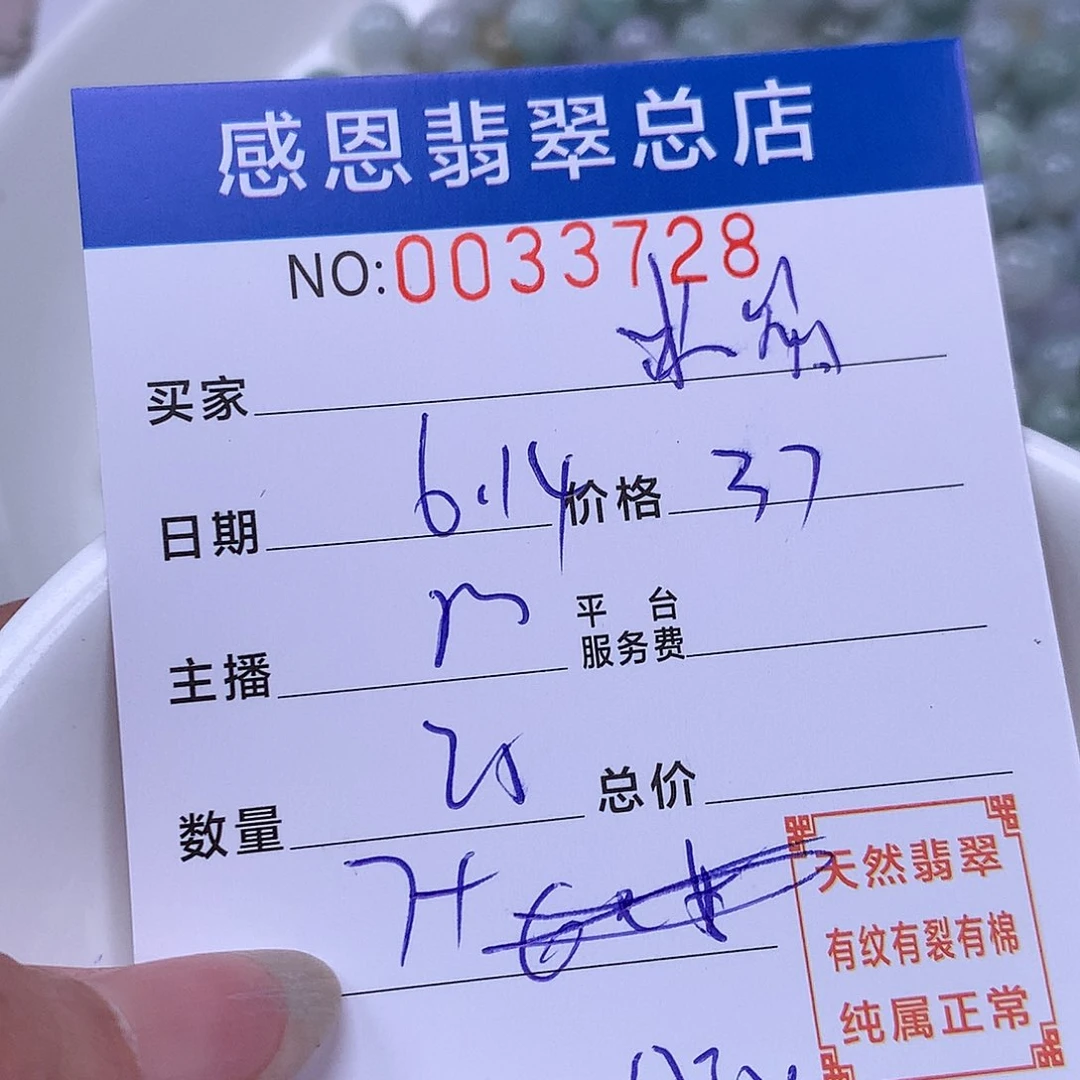 感恩翡翠总店
NO:0033728
买家
日期 6.14 价格 37
主播 平台服务费
数量 20 总价
天然翡翠
有纹有裂有棉
纯属正常